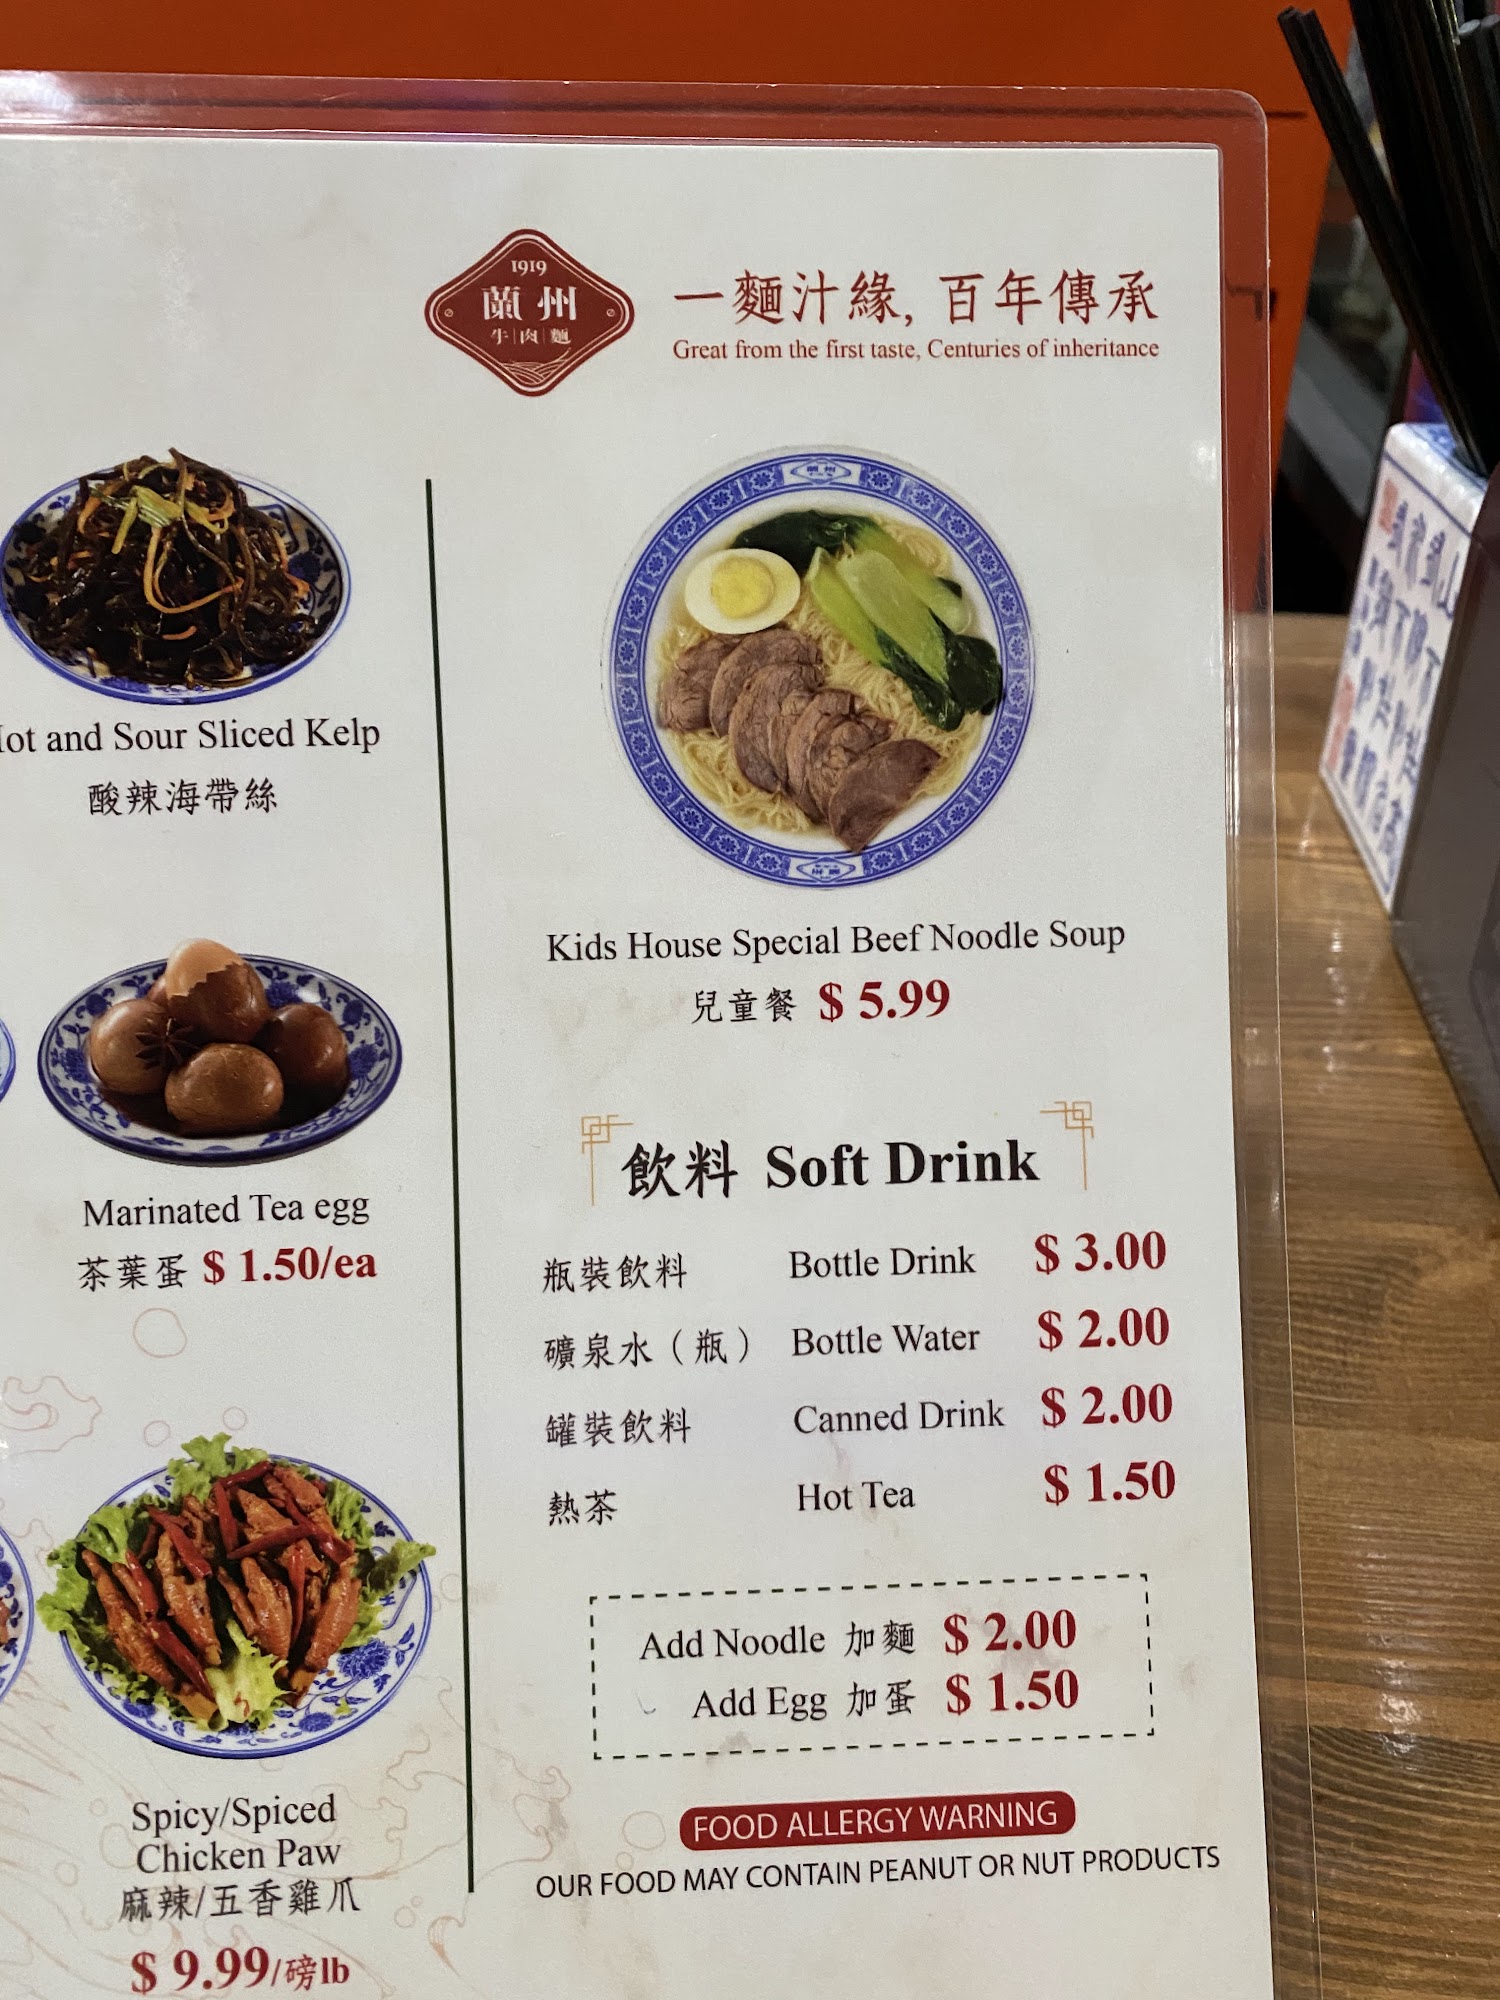 1919
蘭州
牛|肉|麵
一麵汁緣, 百年傳承
Great from the first taste, Centuries of inheritance
and Sour Sliced Kelp
酸辣海帶絲
Marinated Tea egg
茶葉蛋 $ 1.50/ea
Spicy/Spiced
Chicken Paw
麻辣/五香雞爪
$ 9.99/磅lb
Kids House Special Beef Noodle Soup
兒童餐 $ 5.99
飲料 Soft Drink
瓶裝飲料 Bottle Drink $ 3.00
礦泉水（瓶） Bottle Water $ 2.00
罐裝飲料 Canned Drink $ 2.00
熱茶 Hot Tea $ 1.50
Add Noodle 加麵 $ 2.00
Add Egg 加蛋 $ 1.50
FOOD ALLERGY WARNING
OUR FOOD MAY CONTAIN PEANUT OR NUT PRODUCTS